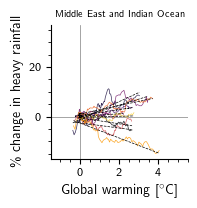 Middle East and Indian Ocean
% change in heavy rainfall
20
0
0
2
4
Global warming [°C]